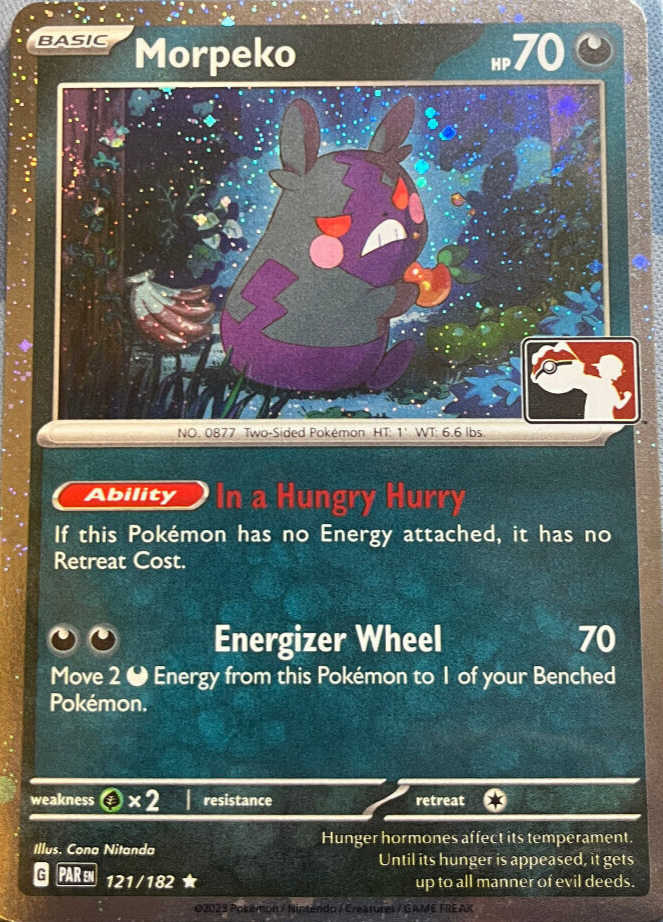 BASIC
Morpeko
HP 70
NO. 0877 Two-Sided Pokémon HT: 1' WT: 6.6 lbs.
Ability In a Hungry Hurry
If this Pokémon has no Energy attached, it has no
Retreat Cost.
Energizer Wheel 70
Move 2 Energy from this Pokémon to 1 of your Benched
Pokémon.
weakness ×2 resistance retreat
Illus. Cona Nitanda
G PAR EN 121/182
Hunger hormones affect its temperament.
Until its hunger is appeased, it gets
up to all manner of evil deeds.
©2023 Pokémon / Nintendo / Creatures / GAME FREAK